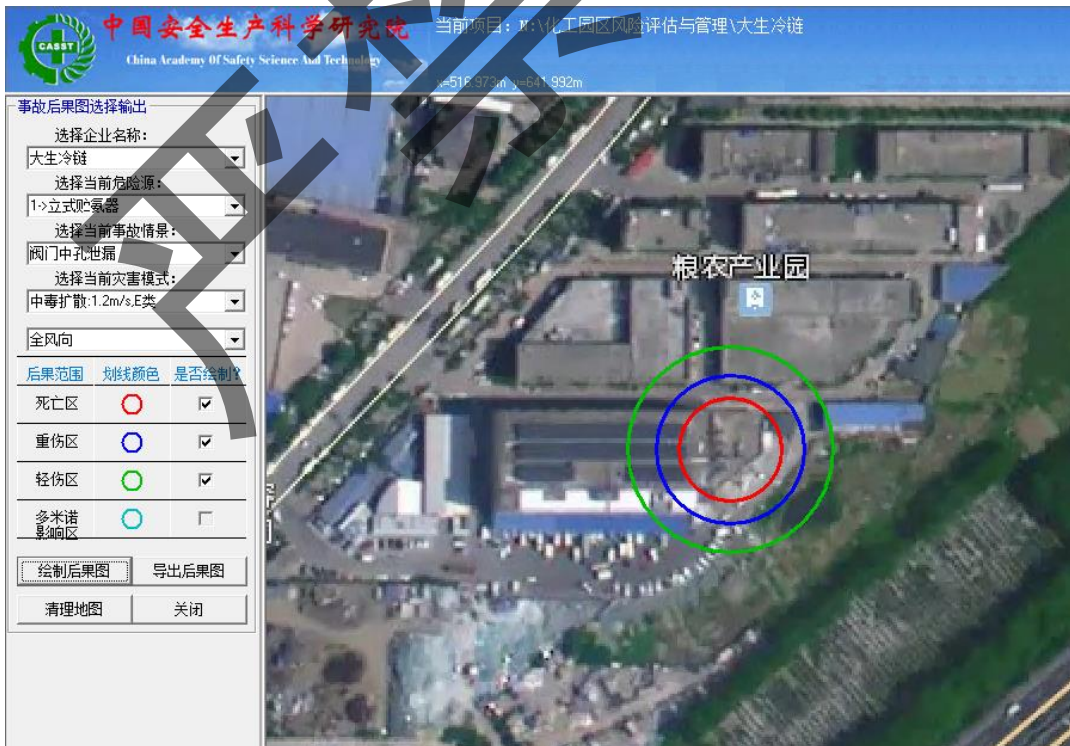 中国安全生产科学研究院
China Academy Of Safety Science And Technology
CASST
当前项目：N:\化工园区风险评估与管理\大生冷链
x=516.973m y=641.992m
事故后果图选择输出
选择企业名称：
大生冷链
选择当前危险源：
1->立式贮氨器
选择当前事故情景：
阀门中孔泄漏
选择当前灾害模式：
中毒扩散:1.2m/s,E类
全风向
后果范围 划线颜色 是否绘制?
死亡区
重伤区
轻伤区
多米诺
影响区
绘制后果图 导出后果图
清理地图 关闭
粮农产业园